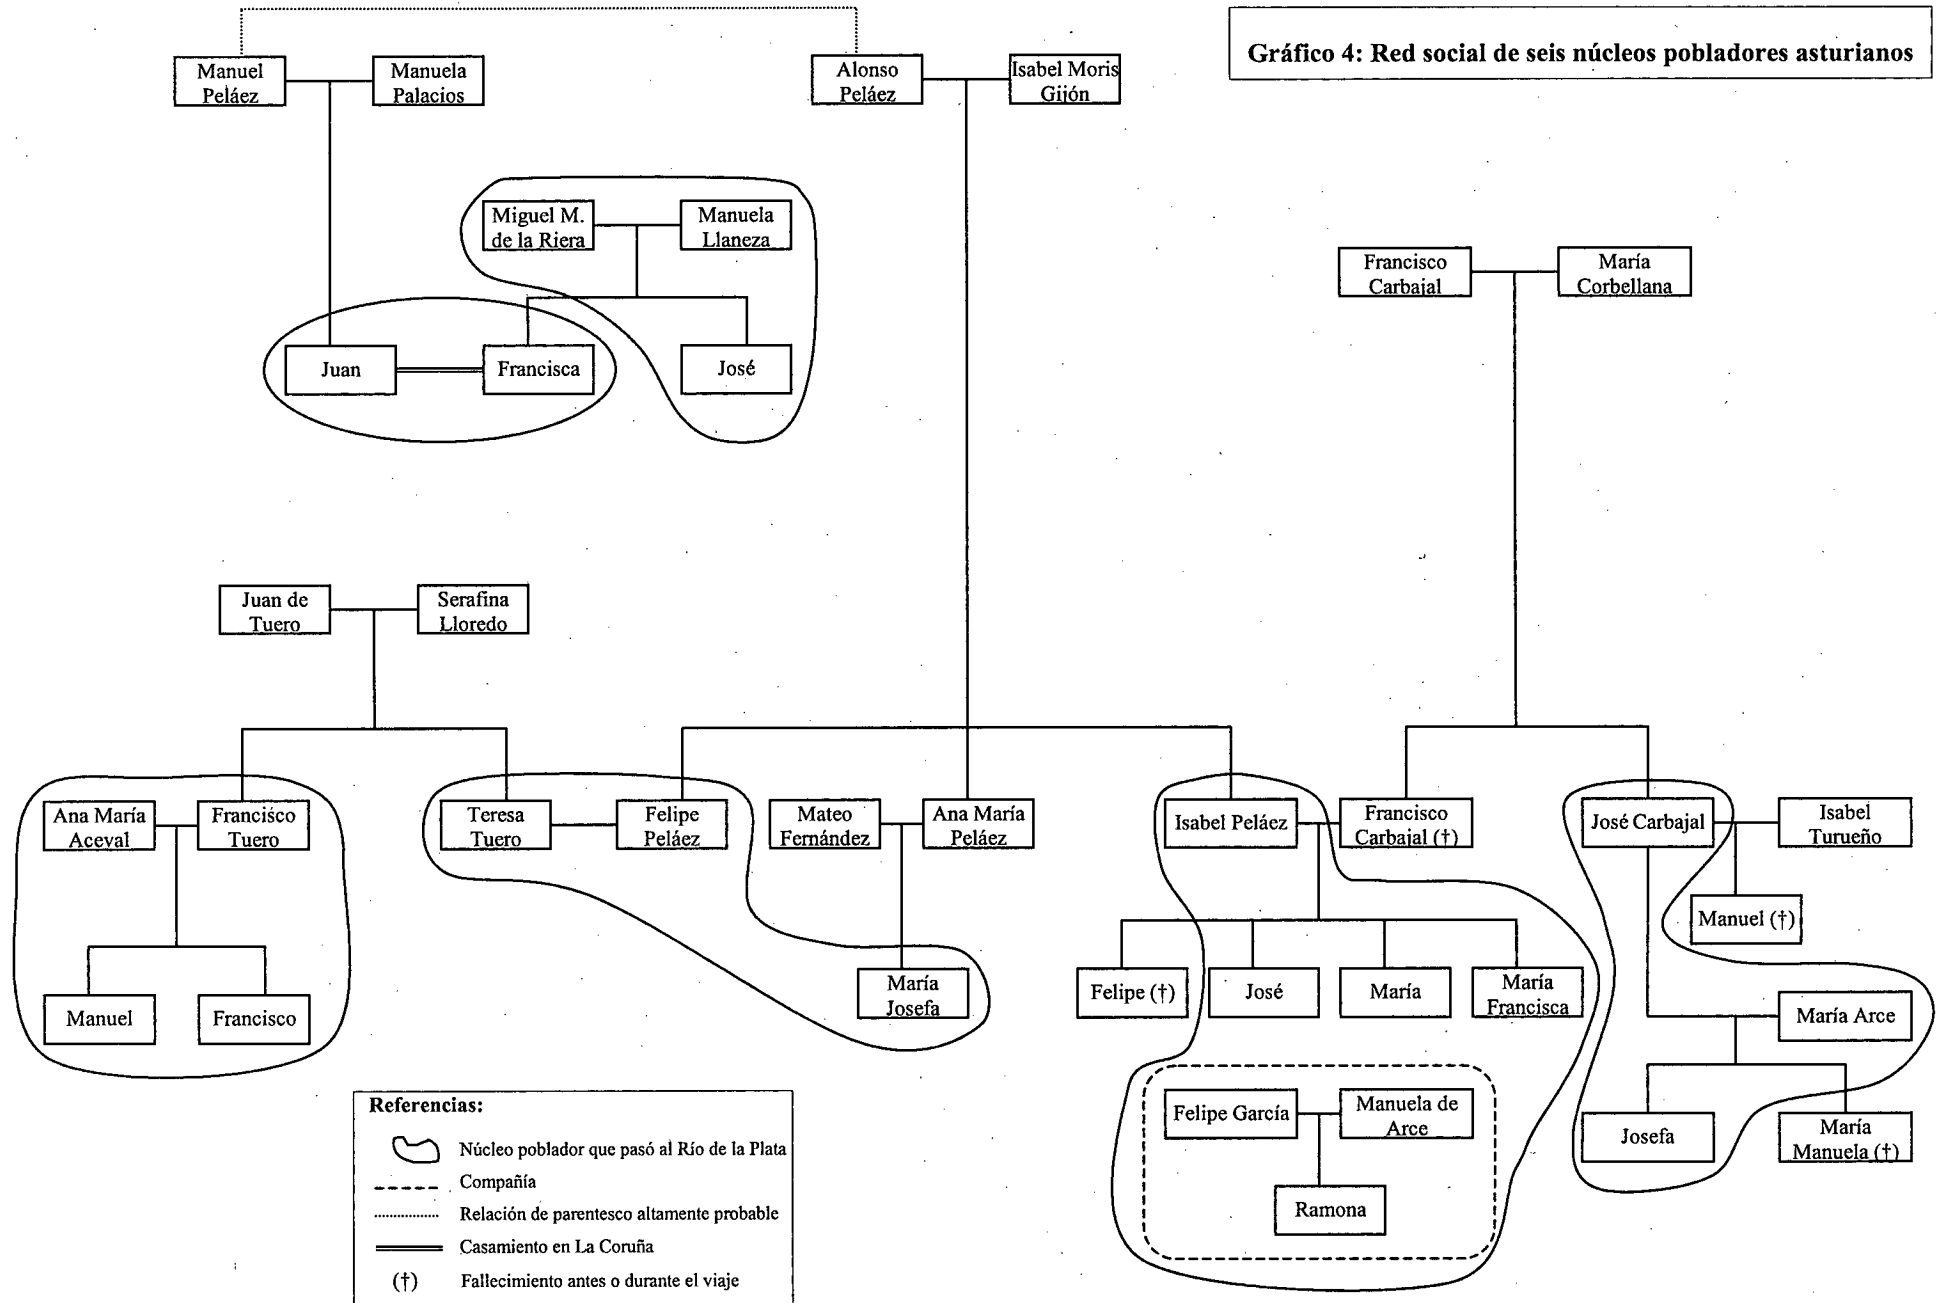 Gráfico 4: Red social de seis núcleos pobladores asturianos
Manuel
Peláez
Manuela
Palacios
Alonso
Peláez
Isabel Moris
Gijón
Miguel M.
de la Riera
Manuela
Llaneza
Francisco
Carbajal
María
Corbellana
Juan
Francisca
José
Juan de
Tuero
Serafina
Lloredo
Ana María
Aceval
Francisco
Tuero
Teresa
Tuero
Felipe
Peláez
Mateo
Fernández
Ana María
Peláez
Isabel Peláez
Francisco
Carbajal (†)
José Carbajal
Isabel
Turueño
Manuel (†)
Manuel
Francisco
María
Josefa
Felipe (†)
José
María
María
Francisca
María Arce
Felipe García
Manuela de
Arce
Ramona
Josefa
María
Manuela (†)
Referencias:
Núcleo poblador que pasó al Río de la Plata
Compañía
Relación de parentesco altamente probable
Casamiento en La Coruña
(†) Fallecimiento antes o durante el viaje